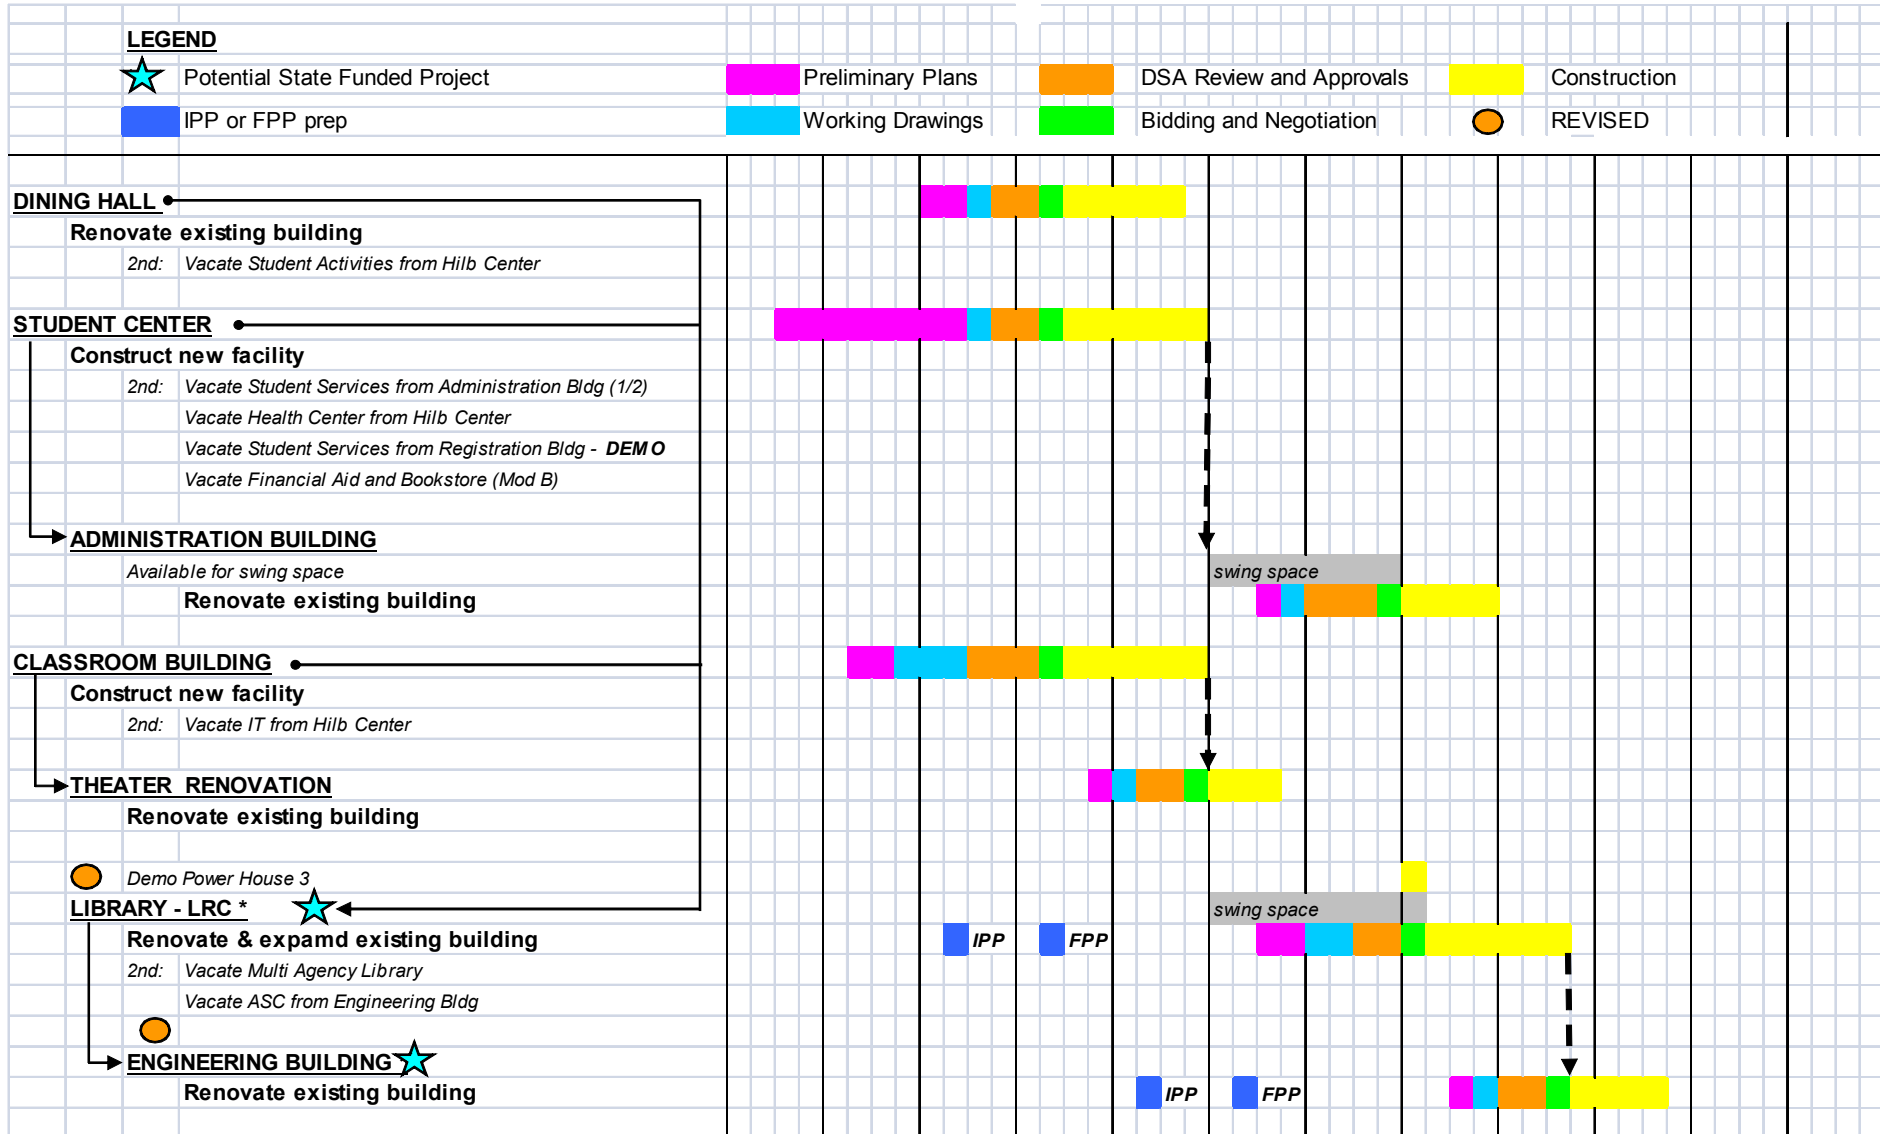 LEGEND
Potential State Funded Project
Preliminary Plans
DSA Review and Approvals
Construction
IPP or FPP prep
Working Drawings
Bidding and Negotiation
REVISED
DINING HALL
Renovate existing building
2nd: Vacate Student Activities from Hilb Center
STUDENT CENTER
Construct new facility
2nd: Vacate Student Services from Administration Bldg (1/2)
Vacate Health Center from Hilb Center
Vacate Student Services from Registration Bldg - DEMO
Vacate Financial Aid and Bookstore (Mod B)
ADMINISTRATION BUILDING
Available for swing space
swing space
Renovate existing building
CLASSROOM BUILDING
Construct new facility
2nd: Vacate IT from Hilb Center
THEATER RENOVATION
Renovate existing building
Demo Power House 3
LIBRARY - LRC *
swing space
Renovate & expamd existing building
IPP
FPP
2nd: Vacate Multi Agency Library
Vacate ASC from Engineering Bldg
ENGINEERING BUILDING
Renovate existing building
IPP
FPP